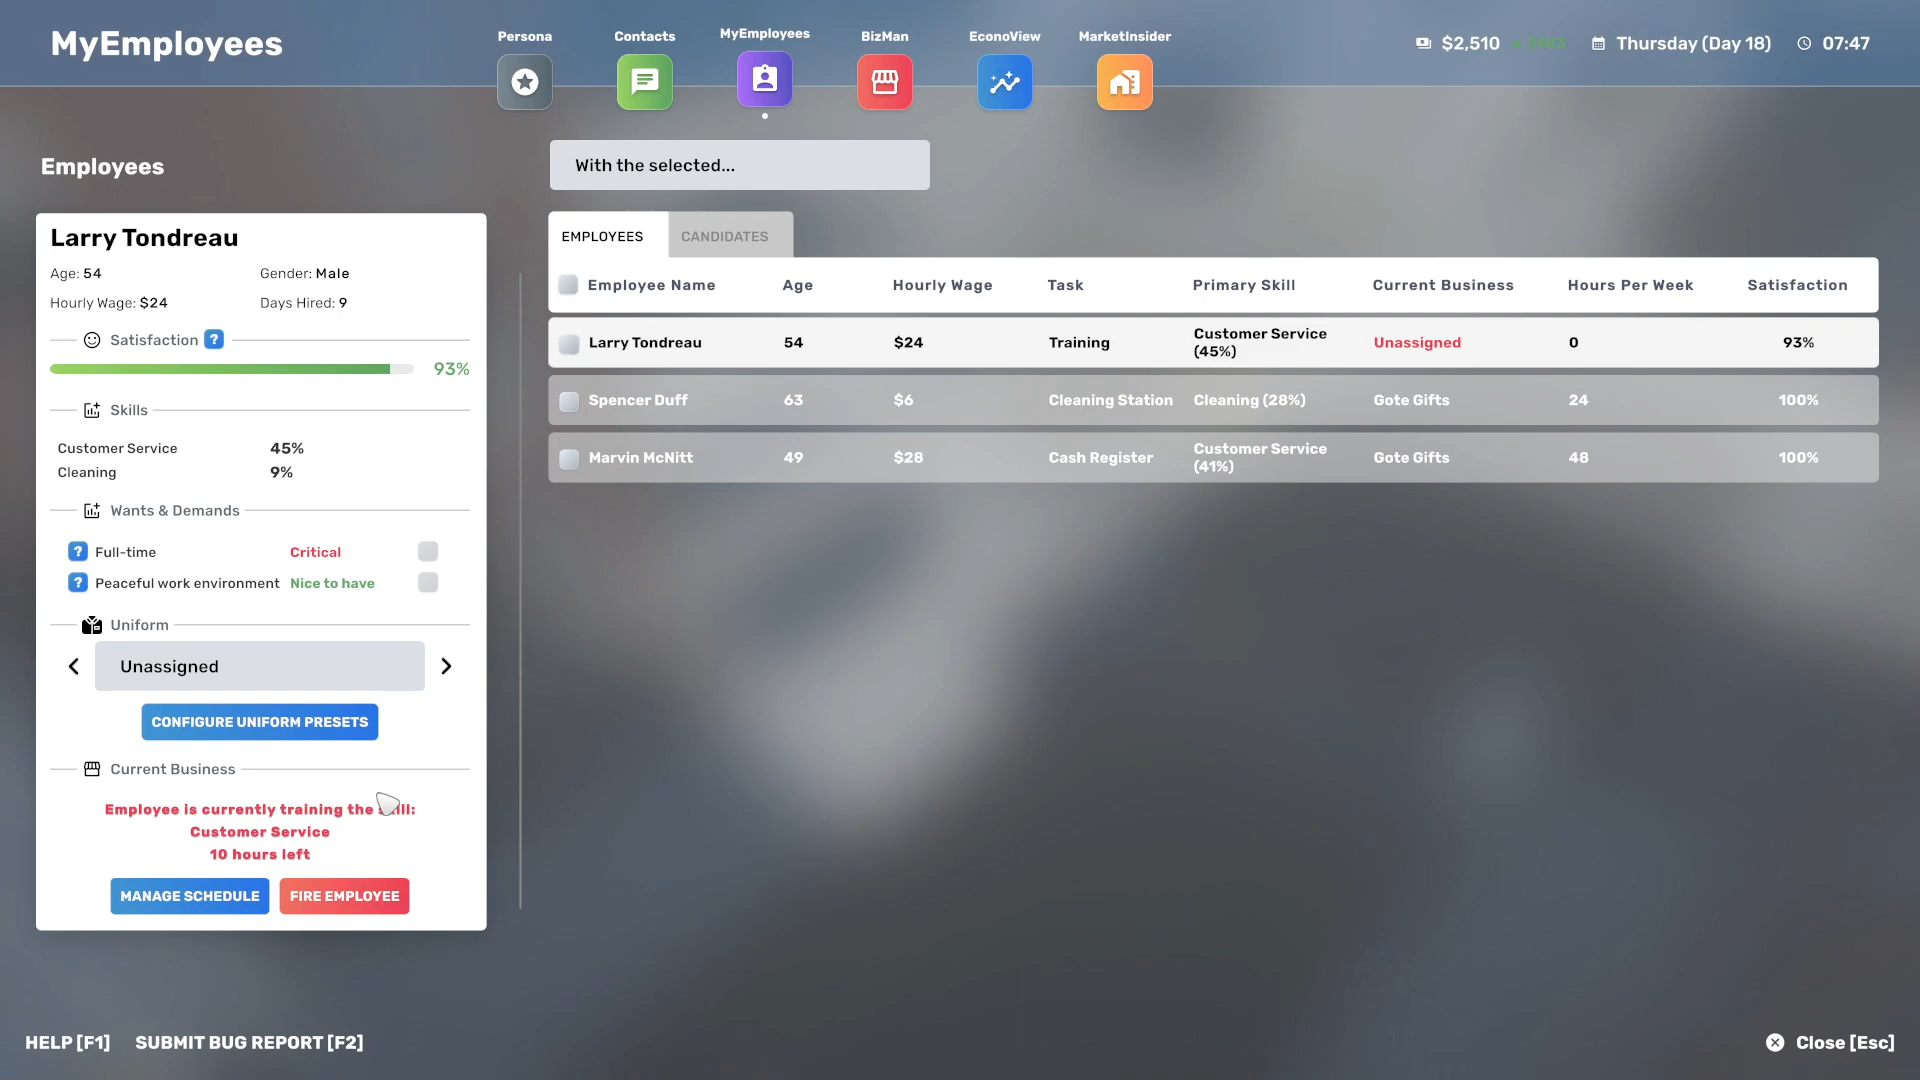 MyEmployees
Persona
Contacts
MyEmployees
BizMan
EconoView
MarketInsider
$2,510
Thursday (Day 18)
07:47
Employees
With the selected...
Larry Tondreau
Age: 54
Gender: Male
Hourly Wage: $24
Days Hired: 9
Satisfaction ?
93%
Skills
Customer Service 45%
Cleaning 9%
Wants & Demands
? Full-time Critical
? Peaceful work environment Nice to have
Uniform
Unassigned
CONFIGURE UNIFORM PRESETS
Current Business
Employee is currently training the
Customer Service
10 hours left
MANAGE SCHEDULE
FIRE EMPLOYEE
EMPLOYEES
CANDIDATES
Employee Name Age Hourly Wage Task Primary Skill Current Business Hours Per Week Satisfaction
Larry Tondreau 54 $24 Training Customer Service (45%) Unassigned 0 93%
Spencer Duff 63 $6 Cleaning Station Cleaning (28%) Gote Gifts 24 100%
Marvin McNitt 49 $28 Cash Register Customer Service (41%) Gote Gifts 48 100%
HELP [F1]
SUBMIT BUG REPORT [F2]
Close [Esc]